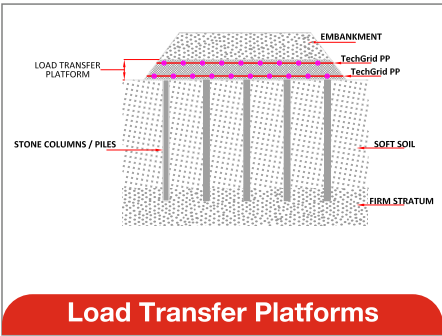 EMBANKMENT
TechGrid PP
LOAD TRANSFER
PLATFORM
TechGrid PP
STONE COLUMNS / PILES
SOFT SOIL
FIRM STRATUM
Load Transfer Platforms